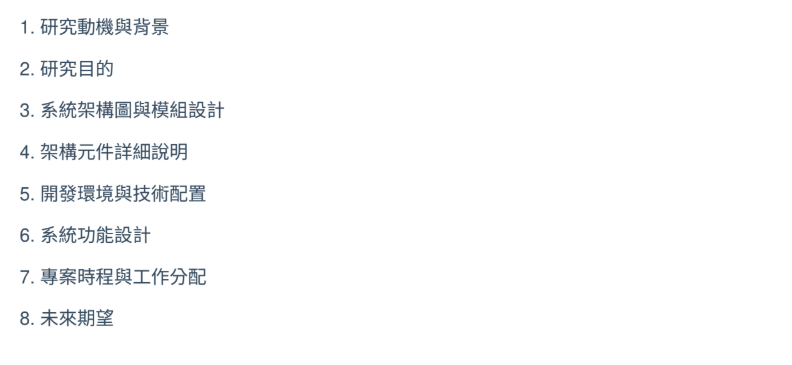 1. 研究動機與背景
2. 研究目的
3. 系統架構圖與模組設計
4. 架構元件詳細說明
5. 開發環境與技術配置
6. 系統功能設計
7. 專案時程與工作分配
8. 未來期望